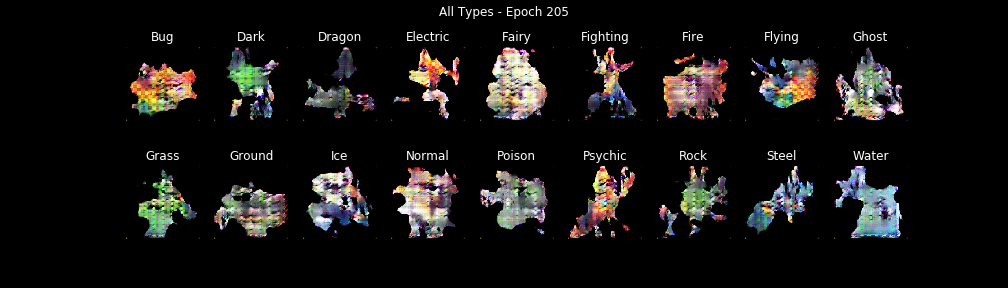 All Types - Epoch 205
Bug Dark Dragon Electric Fairy Fighting Fire Flying Ghost
Grass Ground Ice Normal Poison Psychic Rock Steel Water